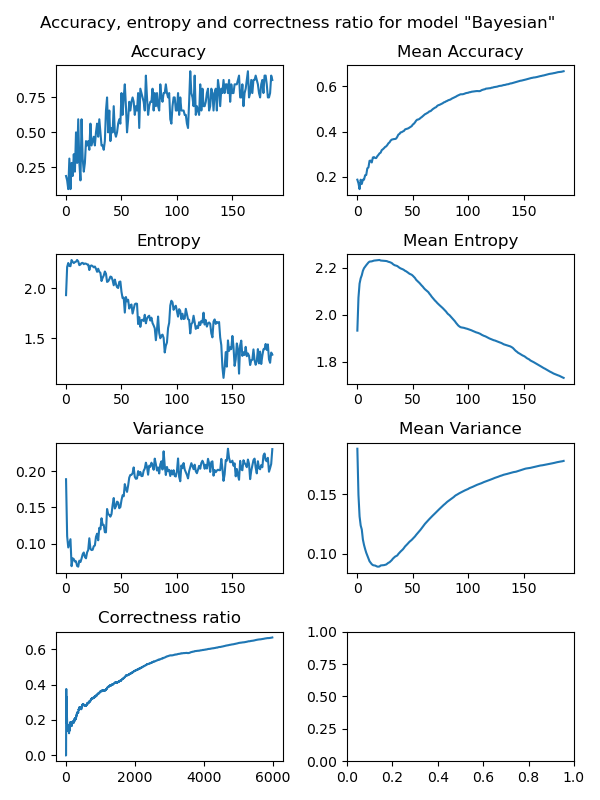 Accuracy, entropy and correctness ratio for model "Bayesian"
Accuracy
Mean Accuracy
0.75
0.50
0.25
0 50 100 150
0.6
0.4
0.2
0 50 100 150
Entropy
Mean Entropy
2.0
1.5
0 50 100 150
2.2
2.0
1.8
0 50 100 150
Variance
Mean Variance
0.20
0.15
0.10
0 50 100 150
0.15
0.10
0 50 100 150
Correctness ratio
0.6
0.4
0.2
0.0
0 2000 4000 6000
1.00
0.75
0.50
0.25
0.00
0.0 0.2 0.4 0.6 0.8 1.0